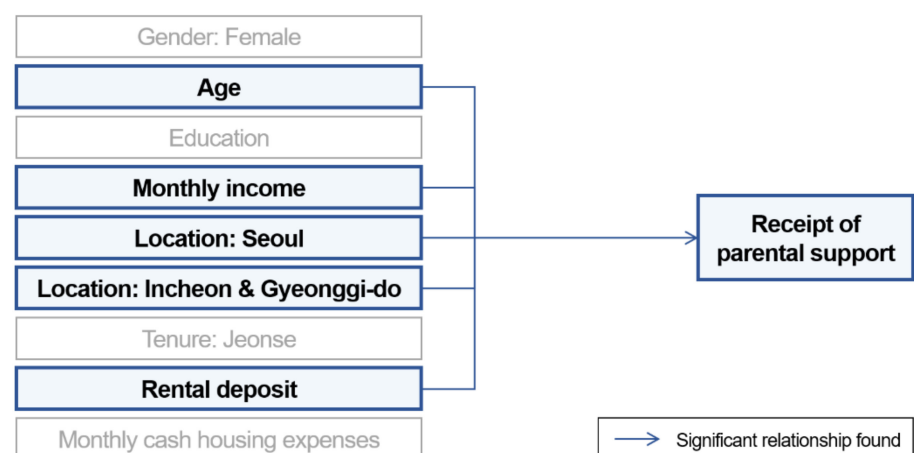 Gender: Female
Age
Education
Monthly income
Location: Seoul
Location: Incheon & Gyeonggi-do
Tenure: Jeonse
Rental deposit
Monthly cash housing expenses
Receipt of
parental support
Significant relationship found